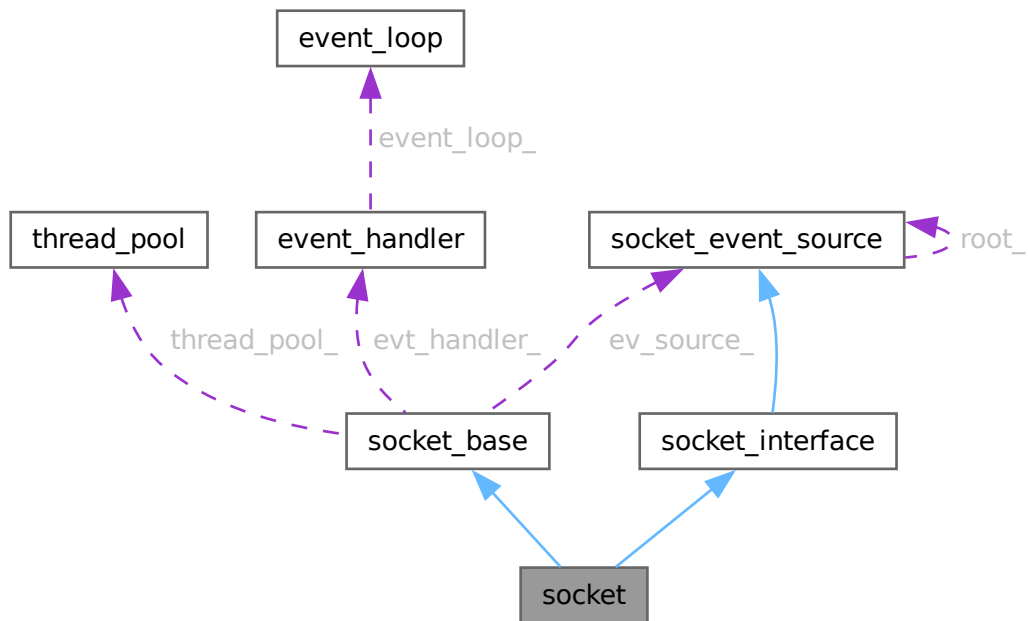 event_loop
event_loop_
thread_pool
event_handler
socket_event_source
root_
thread_pool_
evt_handler_
ev_source_
socket_base
socket_interface
socket